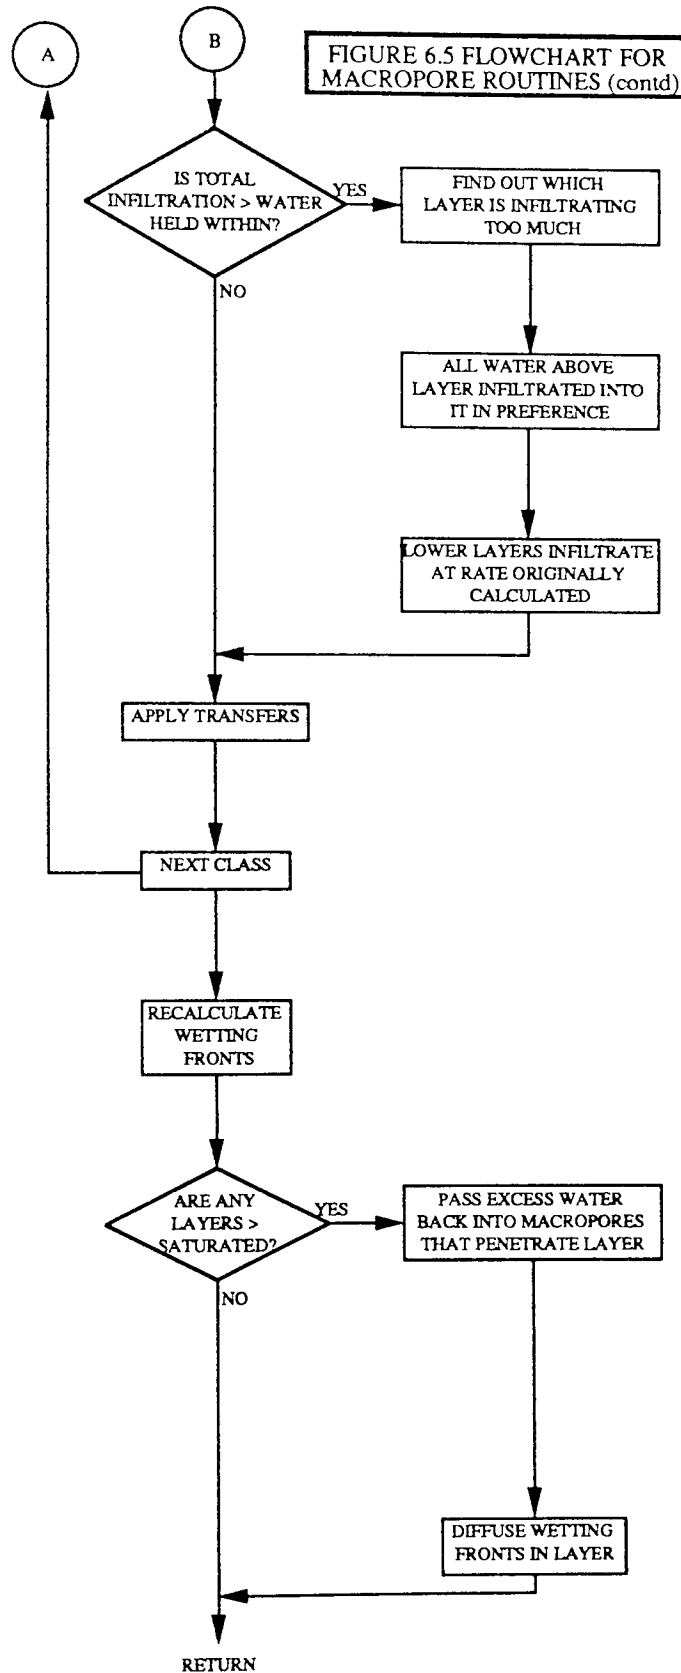 A
B
FIGURE 6.5 FLOWCHART FOR
MACROPORE ROUTINES (contd)
IS TOTAL
INFILTRATION > WATER
HELD WITHIN?
YES
FIND OUT WHICH
LAYER IS INFILTRATING
TOO MUCH
NO
ALL WATER ABOVE
LAYER INFILTRATED INTO
IT IN PREFERENCE
LOWER LAYERS INFILTRATE
AT RATE ORIGINALLY
CALCULATED
APPLY TRANSFERS
NEXT CLASS
RECALCULATE
WETTING
FRONTS
ARE ANY
LAYERS >
SATURATED?
YES
PASS EXCESS WATER
BACK INTO MACROPORES
THAT PENETRATE LAYER
NO
DIFFUSE WETTING
FRONTS IN LAYER
RETURN